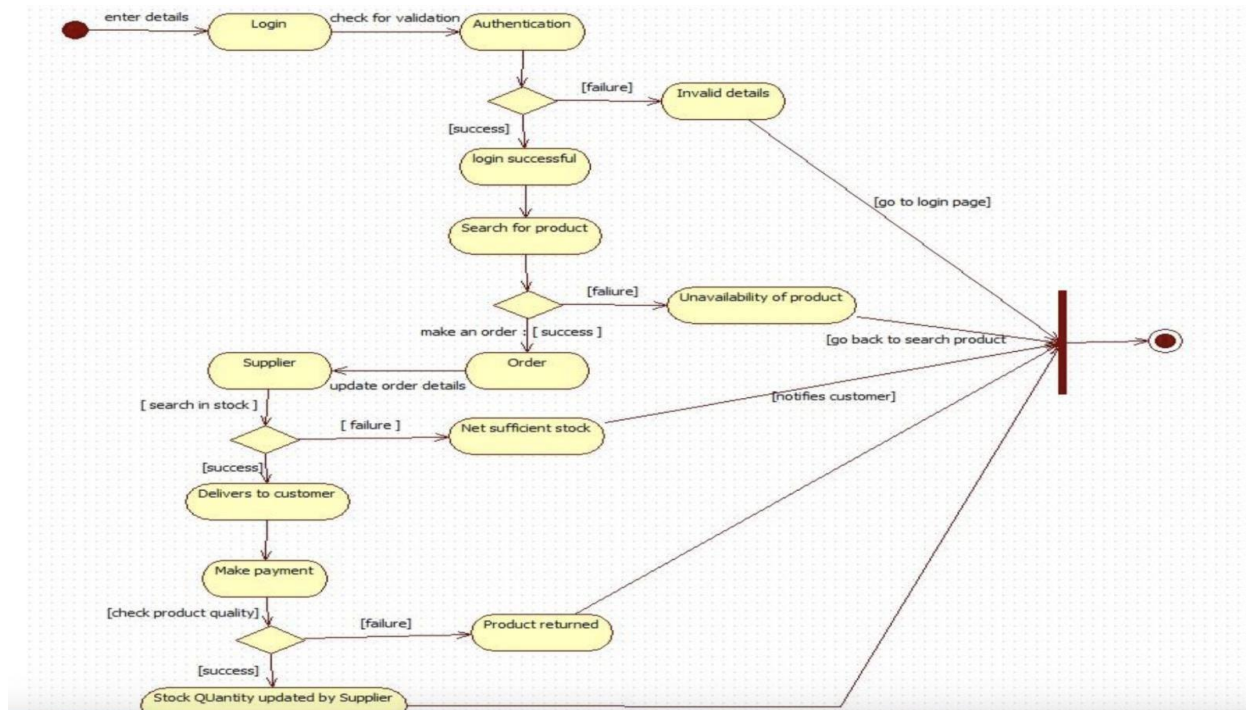 enter details
Login
check for validation
Authentication
[failure]
Invalid details
[success]
login successful
[go to login page]
Search for product
[faliure]
Unavailability of product
make an order : [ success ]
[go back to search product
Supplier
Order
update order details
[ search in stock ]
[notifies customer]
[ failure ]
Net sufficient stock
[success]
Delivers to customer
Make payment
[check product quality]
[failure]
Product returned
[success]
Stock QUantity updated by Supplier